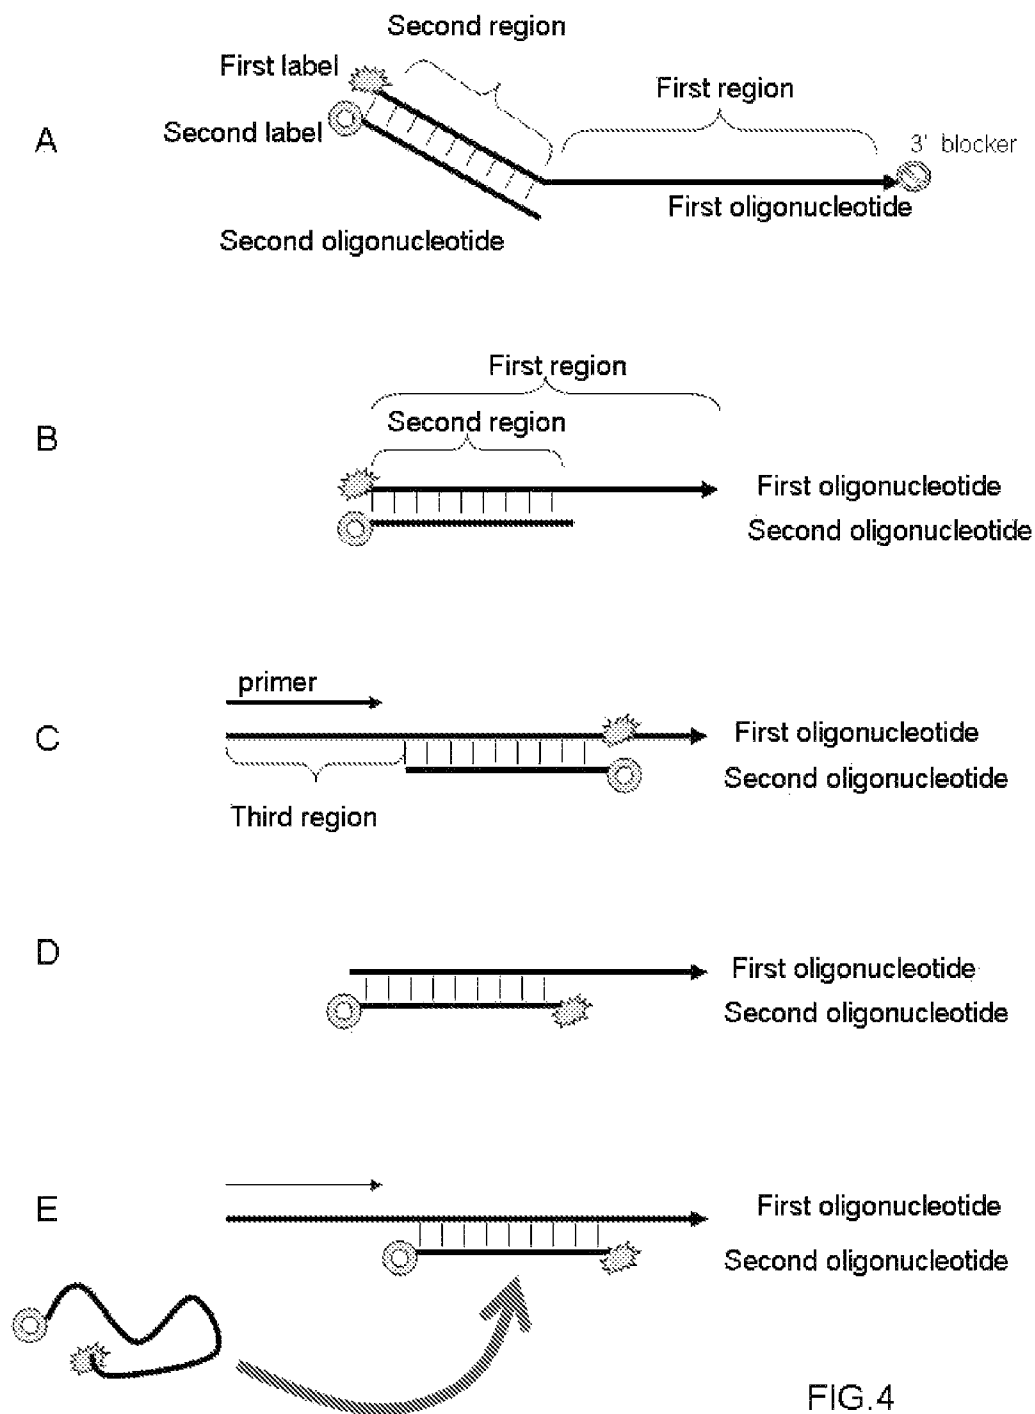 Second region
First label
First region
A
Second label
3' blocker
First oligonucleotide
Second oligonucleotide
First region
B
Second region
First oligonucleotide
Second oligonucleotide
primer
C
First oligonucleotide
Second oligonucleotide
Third region
D
First oligonucleotide
Second oligonucleotide
E
First oligonucleotide
Second oligonucleotide
FIG.4